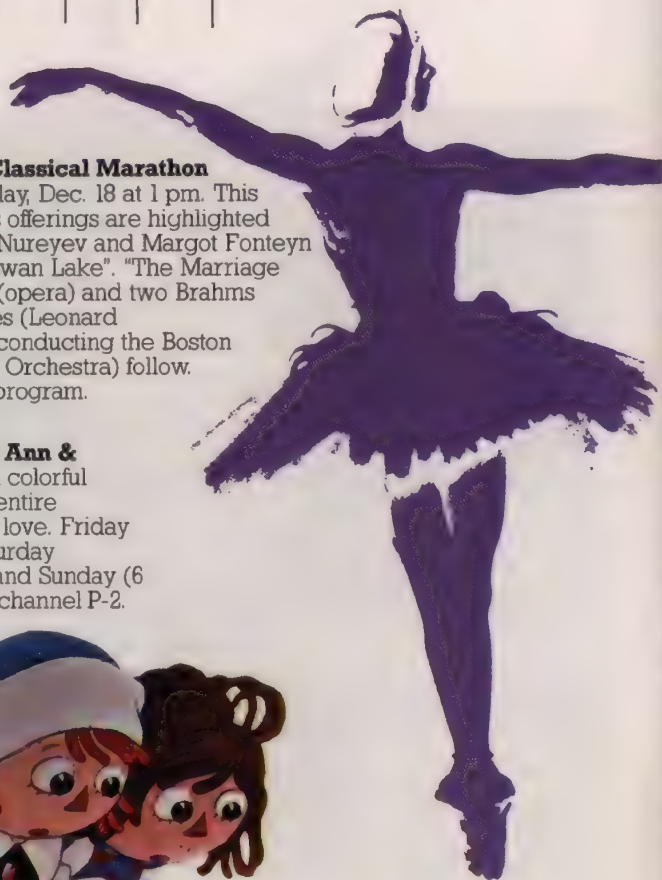 Classical Marathon
day, Dec. 18 at 1 pm. This
s offerings are highlighted
Nureyev and Margot Fonteyn
wan Lake". "The Marriage
(opera) and two Brahms
es (Leonard
conducting the Boston
Orchestra) follow.
program.
Ann &
colorful
entire
love. Friday
urday
and Sunday (6
channel P-2.